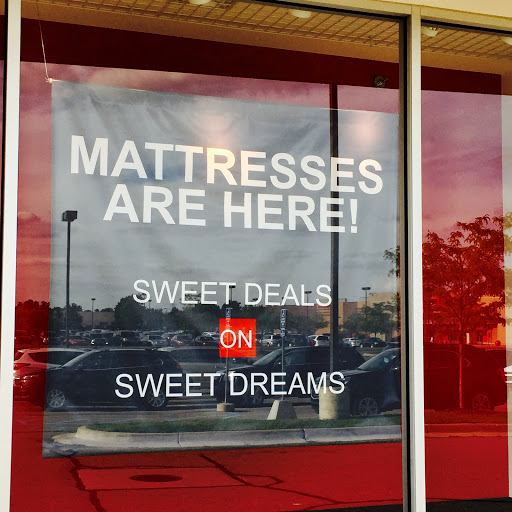 MATTRESSES
ARE HERE!
SWEET DEALS
ON
SWEET DREAMS